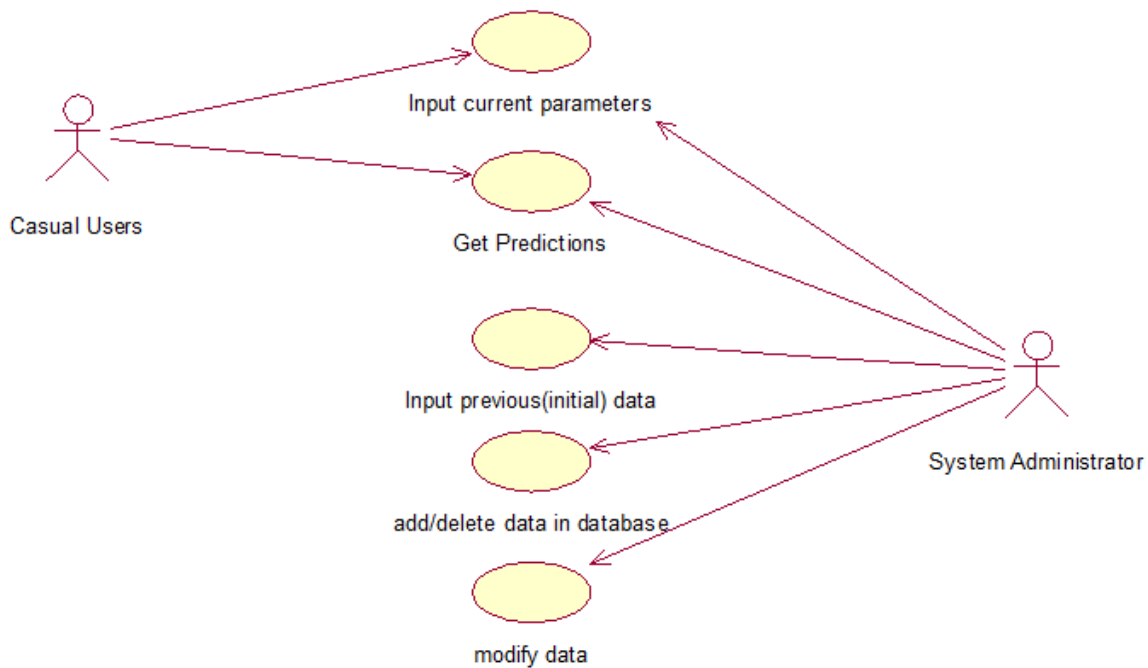 Input current parameters
Casual Users
Get Predictions
Input previous(initial) data
System Administrator
add/delete data in database
modify data